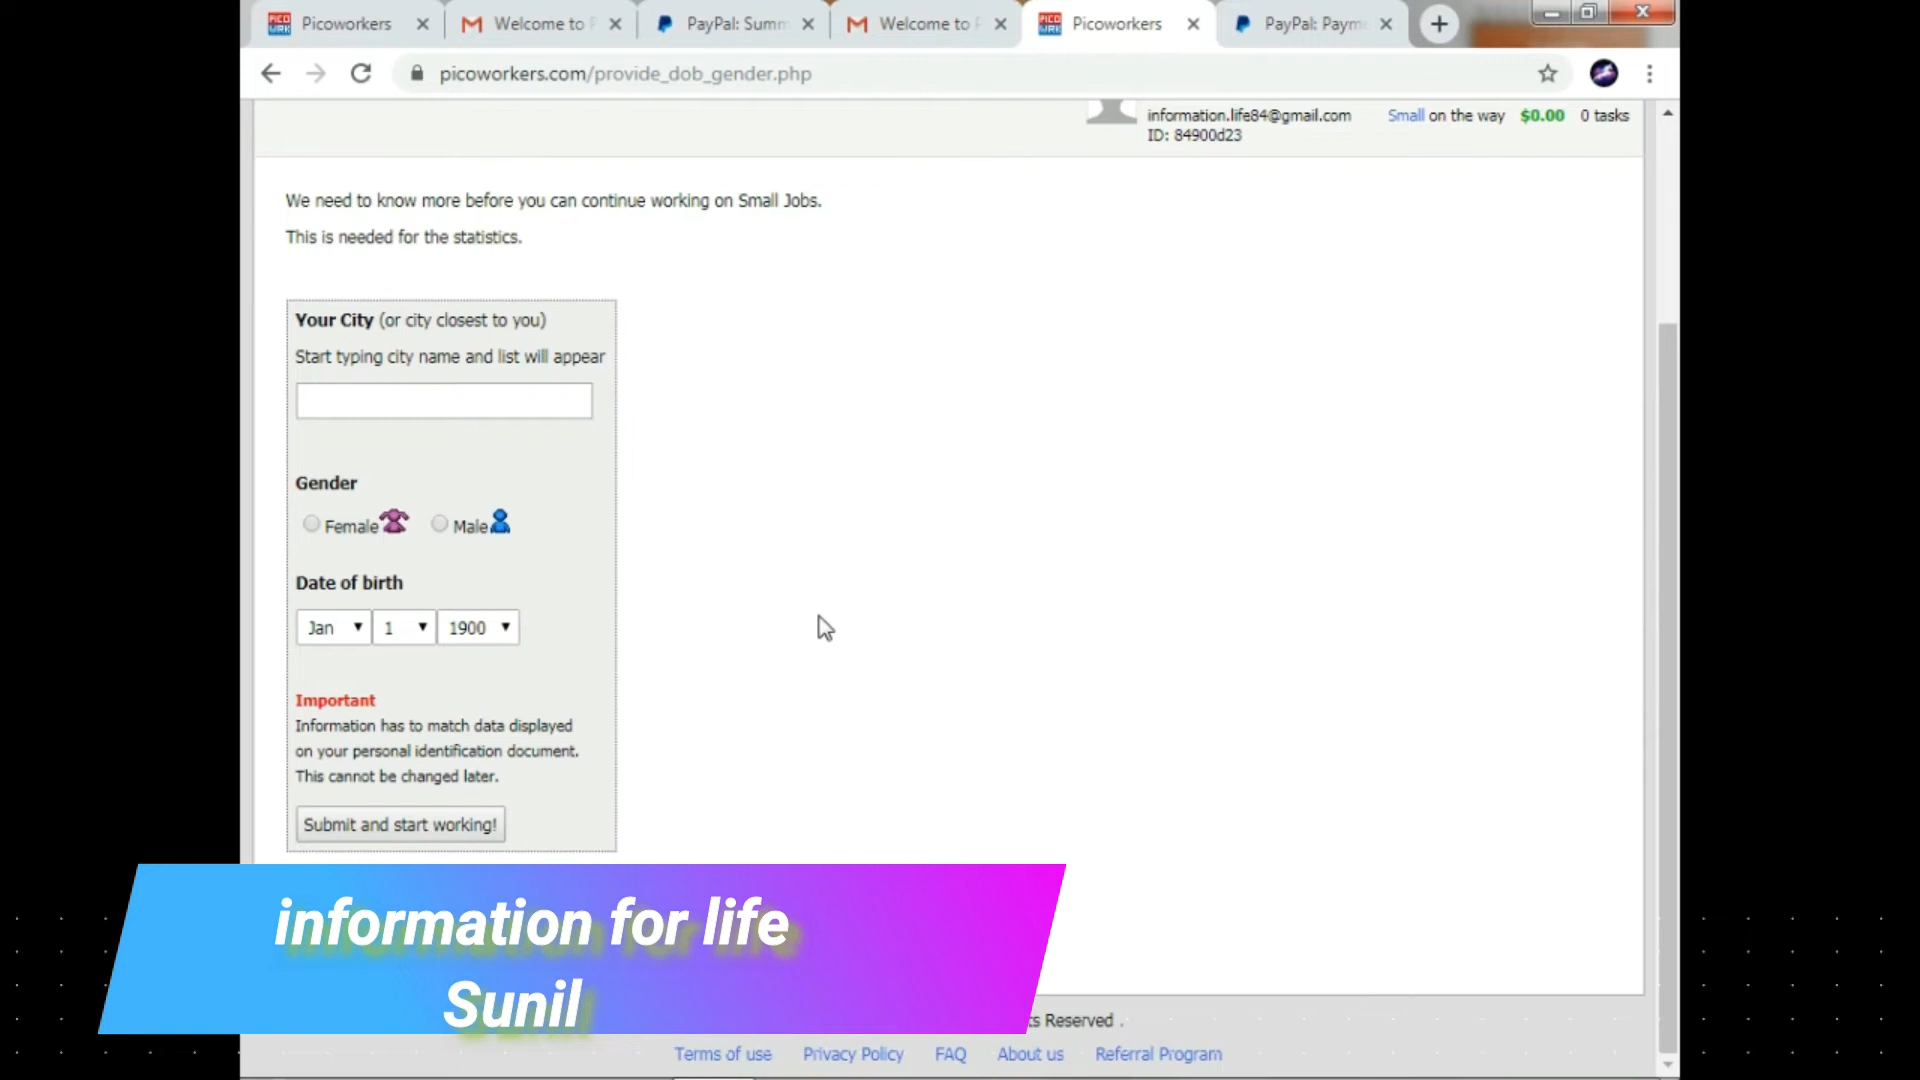 Picoworkers
Welcome to
PayPal: Summ
Welcome to
Picoworkers
PayPal: Payme
picoworkers.com/provide_dob_gender.php
information.life84@gmail.com
Small on the way $0.00 0 tasks
ID: 84900d23
We need to know more before you can continue working on Small Jobs.
This is needed for the statistics.
Your City (or city closest to you)
Start typing city name and list will appear
Gender
Female Male
Date of birth
Jan 1 1900
Important
Information has to match data displayed
on your personal identification document.
This cannot be changed later.
Submit and start working!
information for life
Sunil
Reserved .
Terms of use Privacy Policy FAQ About us Referral Program